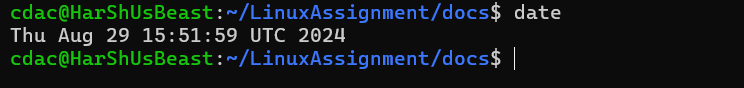 cdac@HarShUsBeast:~/LinuxAssignment/docs$ date
Thu Aug 29 15:51:59 UTC 2024
cdac@HarShUsBeast:~/LinuxAssignment/docs$